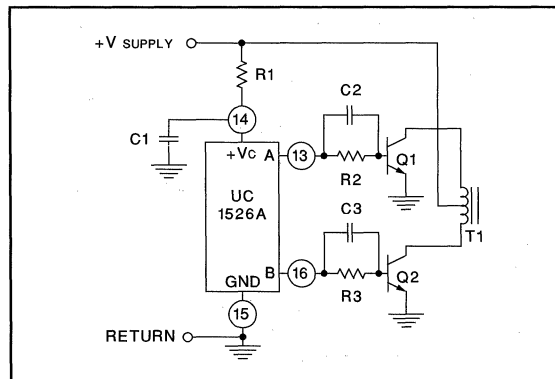 +V SUPPLY
R1
C2
C1
14
+VC
A
13
Q1
R2
UC
1526A
C3
T1
B
16
Q2
GND
R3
15
RETURN